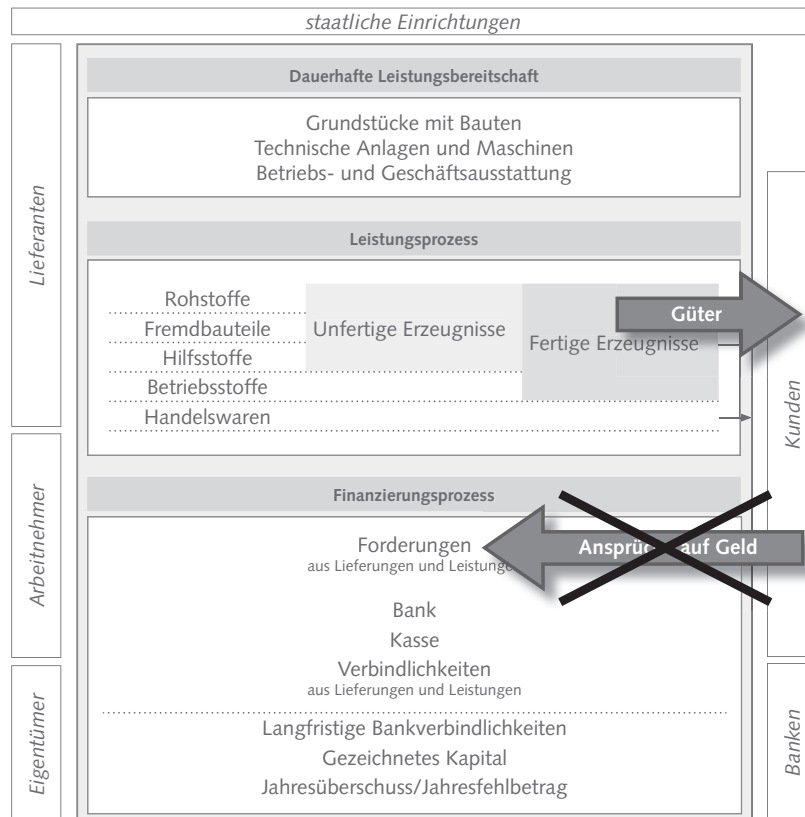 staatliche Einrichtungen
Lieferanten
Arbeitnehmer
Eigentümer
Dauerhafte Leistungsbereitschaft
Grundstücke mit Bauten
Technische Anlagen und Maschinen
Betriebs- und Geschäftsausstattung
Leistungsprozess
Rohstoffe
Fremdbauteile
Hilfsstoffe
Betriebsstoffe
Handelswaren
Unfertige Erzeugnisse
Fertige Erzeugnisse
Güter
Finanzierungsprozess
Forderungen
aus Lieferungen und
Ansprüche auf Geld
Bank
Kasse
Verbindlichkeiten
aus Lieferungen und Leistungen
Langfristige Bankverbindlichkeiten
Gezeichnetes Kapital
Jahresüberschuss/Jahresfehlbetrag
Kunden
Banken